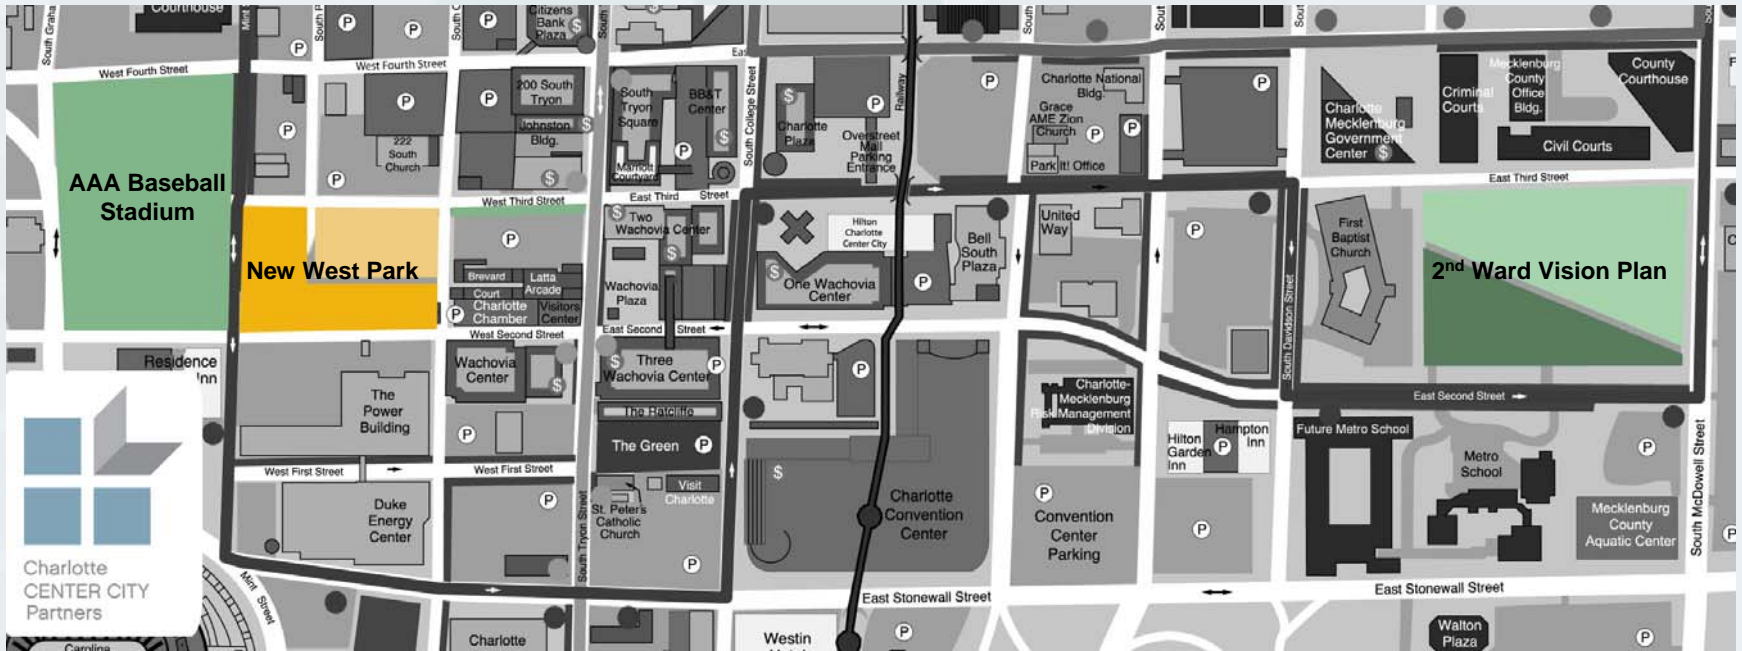 Courthouse
South Graha
Mint S
South P
South C
Citizens
Bank
Plaza
South
West Fourth Street
West Fourth Street
200 South
Tryon
Johnston
Bldg.
222
South
Church
South
Tryon
Square
BB&T
Center
Marriott
Courtyard
South College Street
Charlotte
Plaza
Overstreet
Mall
Parking
Entrance
Railway
Charlotte National
Bldg.
Grace
AME Zion
Church
Park It! Office
Charlotte
Mecklenburg
Government
Center
Criminal
Courts
Mecklenburg
County
Office
Bldg.
County
Courthouse
Civil Courts
AAA Baseball
Stadium
West Third Street
East Third Street
East Third Street
New West Park
Brevard
Court
Latta
Arcade
Charlotte
Chamber
Visitors
Center
Two
Wachovia Center
Wachovia
Plaza
Hilton
Charlotte
Center City
One Wachovia
Center
Bell
South
Plaza
United
Way
South Davidson Street
First
Baptist
Church
2nd Ward Vision Plan
West Second Street
East Second Street
Residence
Inn
The
Power
Building
Wachovia
Center
Three
Wachovia Center
The Ratcliffe
The Green
Charlotte-
Mecklenburg
Risk Management
Division
Hilton
Garden
Inn
Hampton
Inn
East Second Street
Future Metro School
Metro
School
South McDowell Street
West First Street
West First Street
Duke
Energy
Center
South Tryon Street
St. Peter's
Catholic
Church
Visit
Charlotte
Charlotte
Convention
Center
Convention
Center
Parking
Mecklenburg
County
Aquatic Center
Charlotte
CENTER CITY
Partners
Mint Street
East Stonewall Street
East Stonewall Street
Carolina
Charlotte
Westin
Walton
Plaza